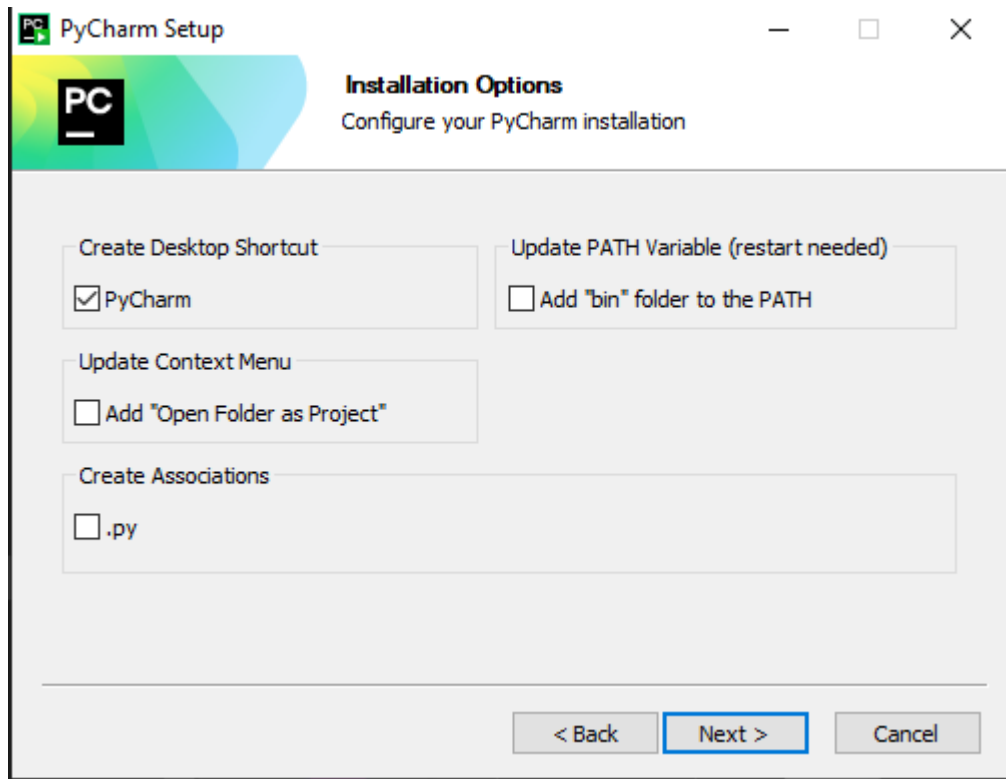 PyCharm Setup
PC
Installation Options
Configure your PyCharm installation
Create Desktop Shortcut
PyCharm
Update PATH Variable (restart needed)
Add "bin" folder to the PATH
Update Context Menu
Add "Open Folder as Project"
Create Associations
.py
< Back
Next >
Cancel